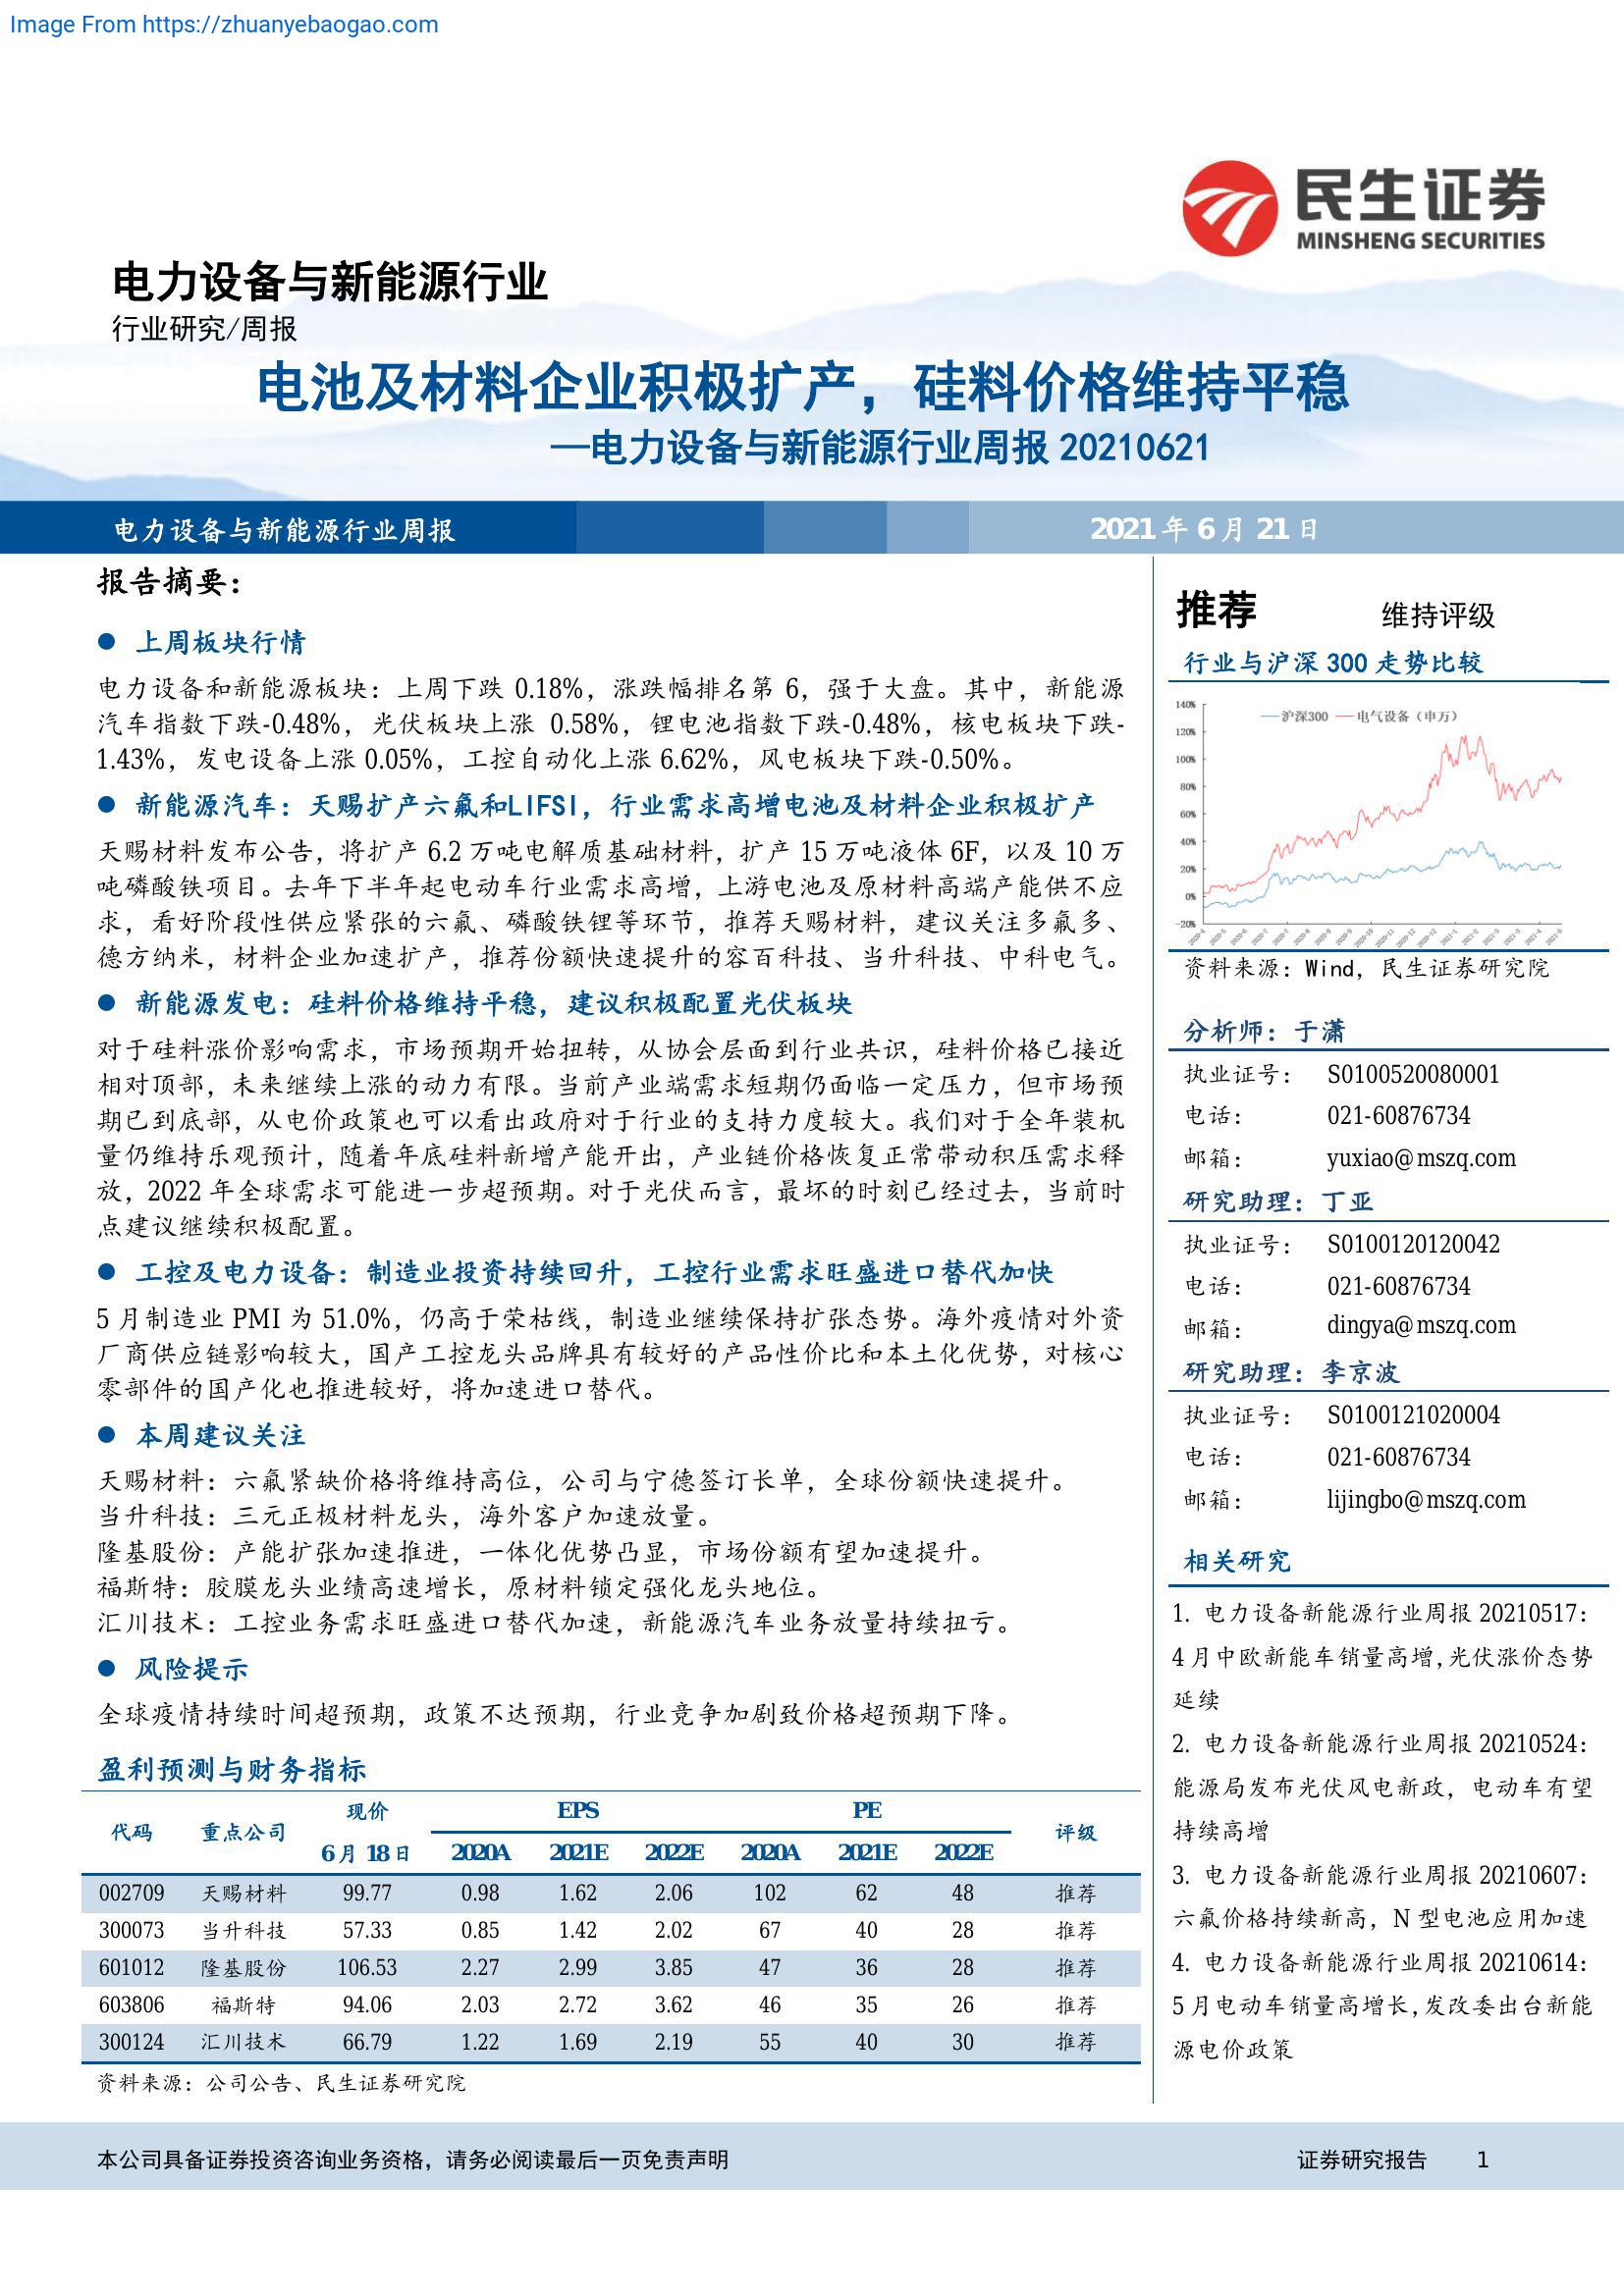 Image From https://zhuanyebaogao.com
民生证券
MINSHENG SECURITIES
电力设备与新能源行业
行业研究/周报
电池及材料企业积极扩产，硅料价格维持平稳
—电力设备与新能源行业周报 20210621
电力设备与新能源行业周报
2021 年 6 月 21 日
报告摘要：
● 上周板块行情
电力设备和新能源板块：上周下跌 0.18%，涨跌幅排名第 6，强于大盘。其中，新能源
汽车指数下跌-0.48%，光伏板块上涨 0.58%，锂电池指数下跌-0.48%，核电板块下跌-
1.43%，发电设备上涨 0.05%，工控自动化上涨 6.62%，风电板块下跌-0.50%。
● 新能源汽车：天赐扩产六氟和LIFSI，行业需求高增电池及材料企业积极扩产
天赐材料发布公告，将扩产 6.2 万吨电解质基础材料，扩产 15 万吨液体 6F，以及 10 万
吨磷酸铁项目。去年下半年起电动车行业需求高增，上游电池及原材料高端产能供不应
求，看好阶段性供应紧张的六氟、磷酸铁锂等环节，推荐天赐材料，建议关注多氟多、
德方纳米，材料企业加速扩产，推荐份额快速提升的容百科技、当升科技、中科电气。
● 新能源发电：硅料价格维持平稳，建议积极配置光伏板块
对于硅料涨价影响需求，市场预期开始扭转，从协会层面到行业共识，硅料价格已接近
相对顶部，未来继续上涨的动力有限。当前产业端需求短期仍面临一定压力，但市场预
期已到底部，从电价政策也可以看出政府对于行业的支持力度较大。我们对于全年装机
量仍维持乐观预计，随着年底硅料新增产能开出，产业链价格恢复正常带动积压需求释
放，2022 年全球需求可能进一步超预期。对于光伏而言，最坏的时刻已经过去，当前时
点建议继续积极配置。
● 工控及电力设备：制造业投资持续回升，工控行业需求旺盛进口替代加快
5 月制造业 PMI 为 51.0%，仍高于荣枯线，制造业继续保持扩张态势。海外疫情对外资
厂商供应链影响较大，国产工控龙头品牌具有较好的产品性价比和本土化优势，对核心
零部件的国产化也推进较好，将加速进口替代。
● 本周建议关注
天赐材料：六氟紧缺价格将维持高位，公司与宁德签订长单，全球份额快速提升。
当升科技：三元正极材料龙头，海外客户加速放量。
隆基股份：产能扩张加速推进，一体化优势凸显，市场份额有望加速提升。
福斯特：胶膜龙头业绩高速增长，原材料锁定强化龙头地位。
汇川技术：工控业务需求旺盛进口替代加速，新能源汽车业务放量持续扭亏。
● 风险提示
全球疫情持续时间超预期，政策不达预期，行业竞争加剧致价格超预期下降。
盈利预测与财务指标
代码 重点公司 现价 EPS PE 评级
6 月 18 日 2020A 2021E 2022E 2020A 2021E 2022E
002709 天赐材料 99.77 0.98 1.62 2.06 102 62 48 推荐
300073 当升科技 57.33 0.85 1.42 2.02 67 40 28 推荐
601012 隆基股份 106.53 2.27 2.99 3.85 47 36 28 推荐
603806 福斯特 94.06 2.03 2.72 3.62 46 35 26 推荐
300124 汇川技术 66.79 1.22 1.69 2.19 55 40 30 推荐
资料来源：公司公告、民生证券研究院
推荐 维持评级
行业与沪深 300 走势比较
沪深300 电气设备（申万）
140%
120%
100%
80%
60%
40%
20%
0%
-20%
资料来源：Wind，民生证券研究院
分析师：于潇
执业证号： S0100520080001
电话： 021-60876734
邮箱： yuxiao@mszq.com
研究助理：丁亚
执业证号： S0100120120042
电话： 021-60876734
邮箱： dingya@mszq.com
研究助理：李京波
执业证号： S0100121020004
电话： 021-60876734
邮箱： lijingbo@mszq.com
相关研究
1. 电力设备新能源行业周报 20210517：
4 月中欧新能车销量高增,光伏涨价态势
延续
2. 电力设备新能源行业周报 20210524：
能源局发布光伏风电新政，电动车有望
持续高增
3. 电力设备新能源行业周报 20210607：
六氟价格持续新高，N 型电池应用加速
4. 电力设备新能源行业周报 20210614：
5 月电动车销量高增长,发改委出台新能
源电价政策
本公司具备证券投资咨询业务资格，请务必阅读最后一页免责声明
证券研究报告 1